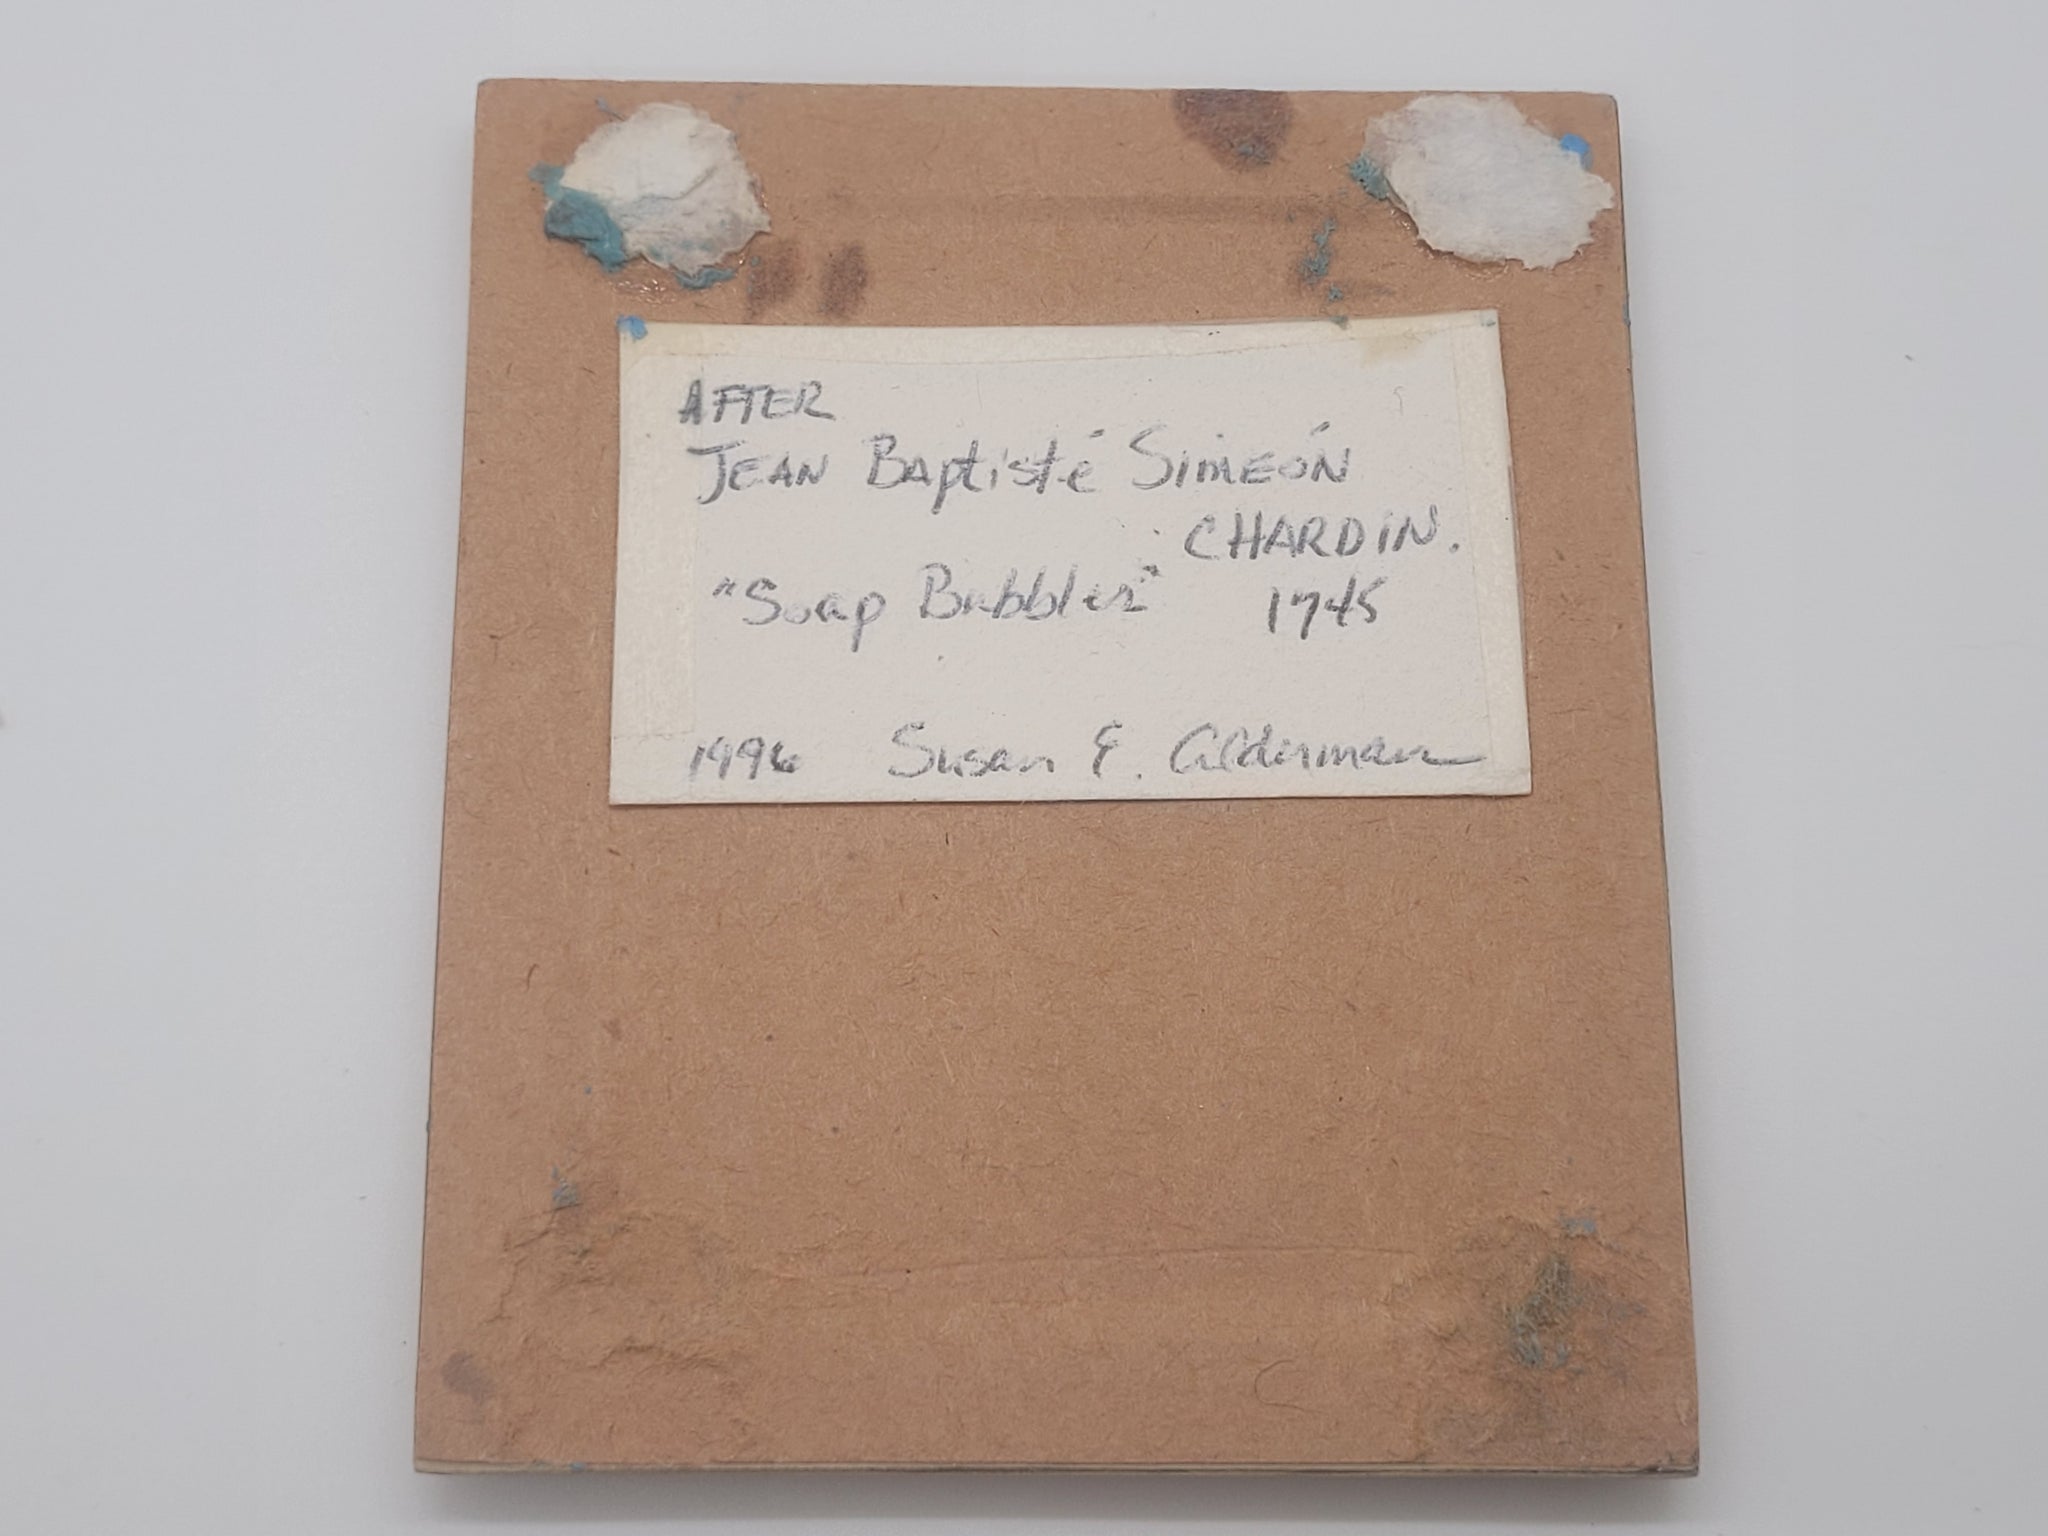 AFTER
JEAN Baptisté SIMEÓN
CHARDIN.
"Soap Bubbles" 1745
1996 Susan E. Alderman